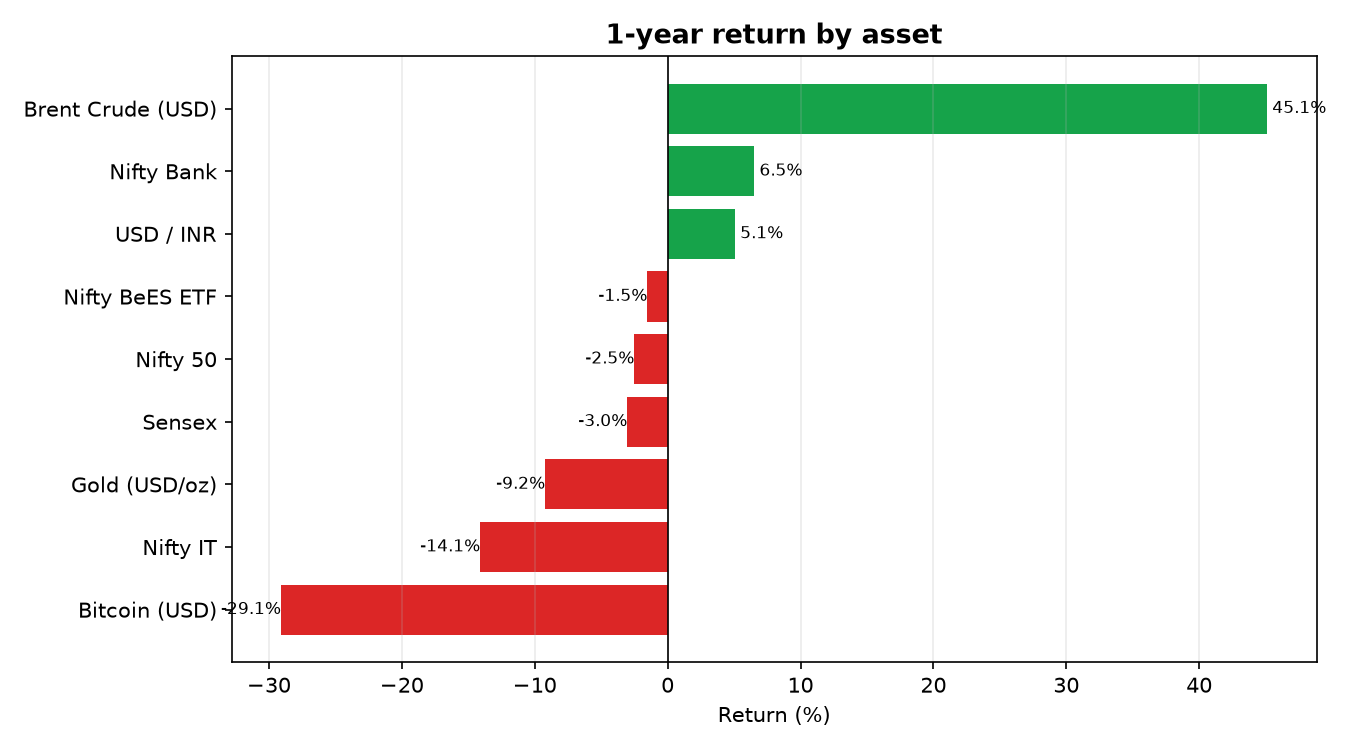 1-year return by asset
Brent Crude (USD) 45.1%
Nifty Bank 6.5%
USD / INR 5.1%
Nifty BeES ETF -1.5%
Nifty 50 -2.5%
Sensex -3.0%
Gold (USD/oz) -9.2%
Nifty IT -14.1%
Bitcoin (USD) -29.1%
−30 −20 −10 0 10 20 30 40
Return (%)